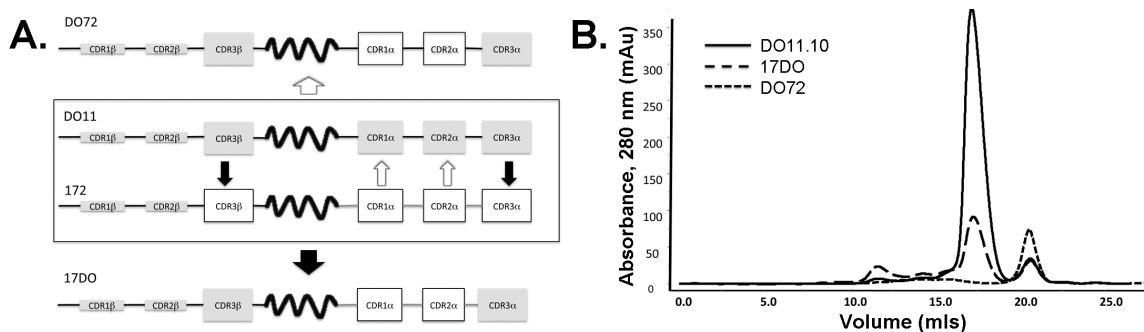 A.
DO72
CDR1β CDR2β CDR3β CDR1α CDR2α CDR3α
DO11
CDR1β CDR2β CDR3β CDR1α CDR2α CDR3α
172
CDR1β CDR2β CDR3β CDR1α CDR2α CDR3α
17DO
CDR1β CDR2β CDR3β CDR1α CDR2α CDR3α
B.
Absorbance, 280 nm (mAu)
350
300
250
200
150
100
50
0
DO11.10
17DO
DO72
0.0 5.0 10.0 15.0 20.0 25.0
Volume (mls)